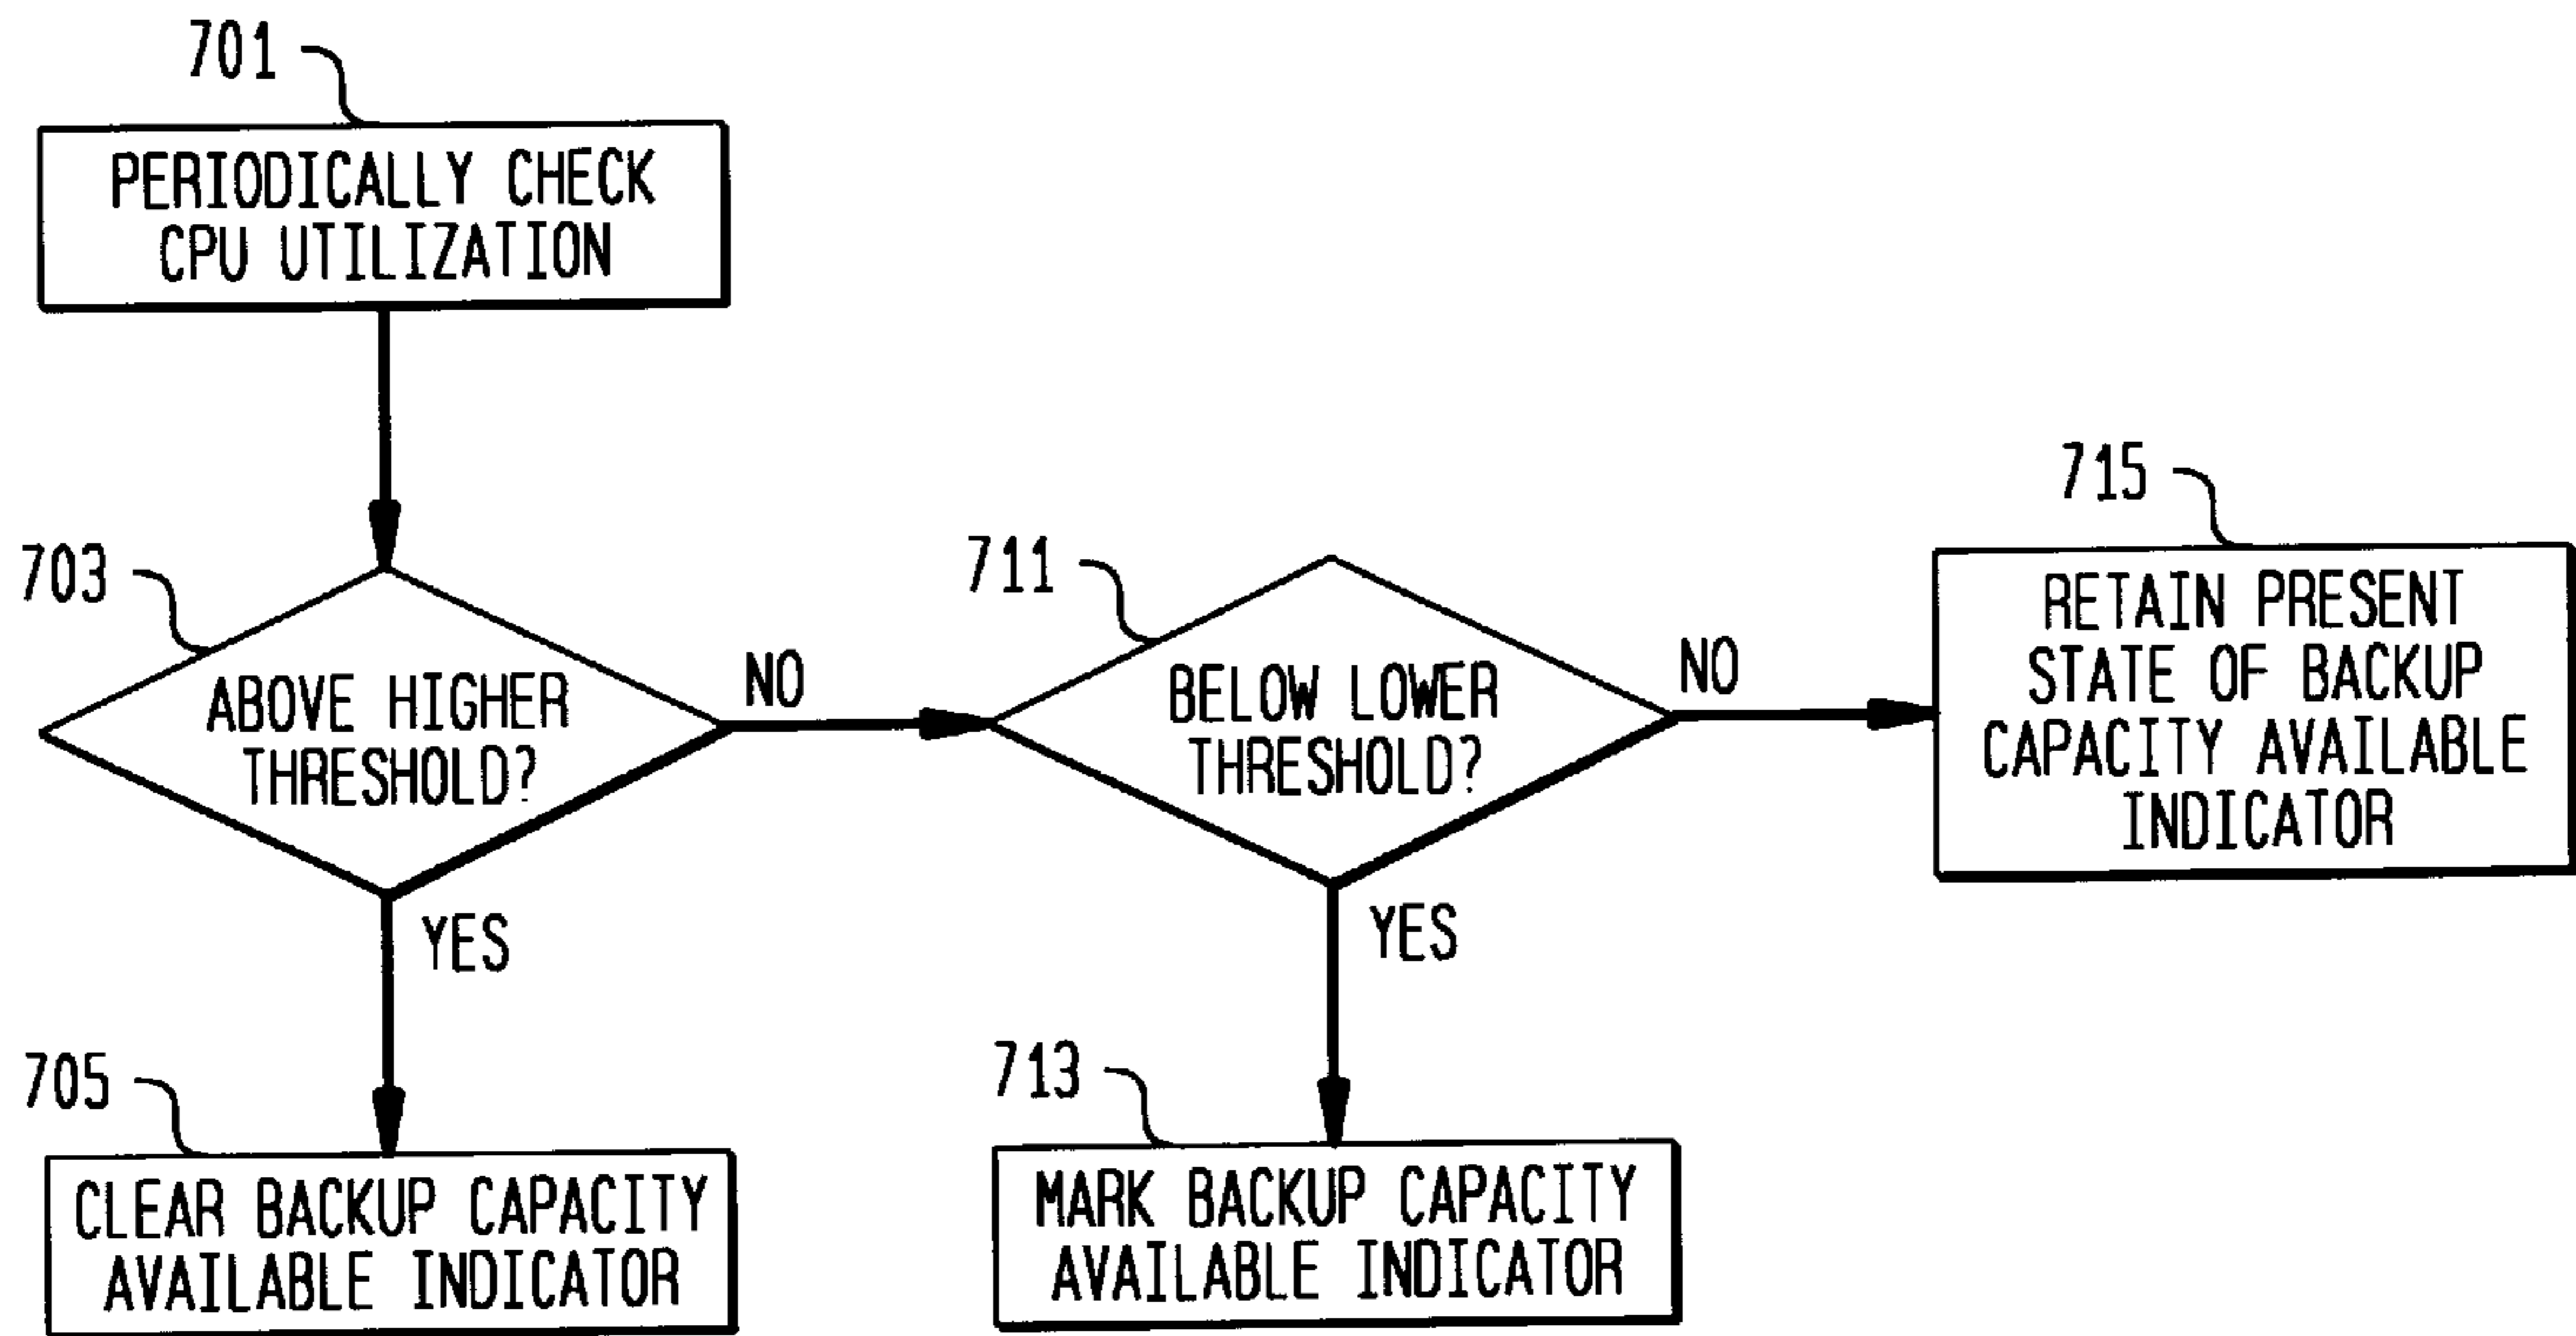 701
PERIODICALLY CHECK
CPU UTILIZATION
703
ABOVE HIGHER
THRESHOLD?
NO
YES
705
CLEAR BACKUP CAPACITY
AVAILABLE INDICATOR
711
BELOW LOWER
THRESHOLD?
NO
YES
713
MARK BACKUP CAPACITY
AVAILABLE INDICATOR
715
RETAIN PRESENT
STATE OF BACKUP
CAPACITY AVAILABLE
INDICATOR